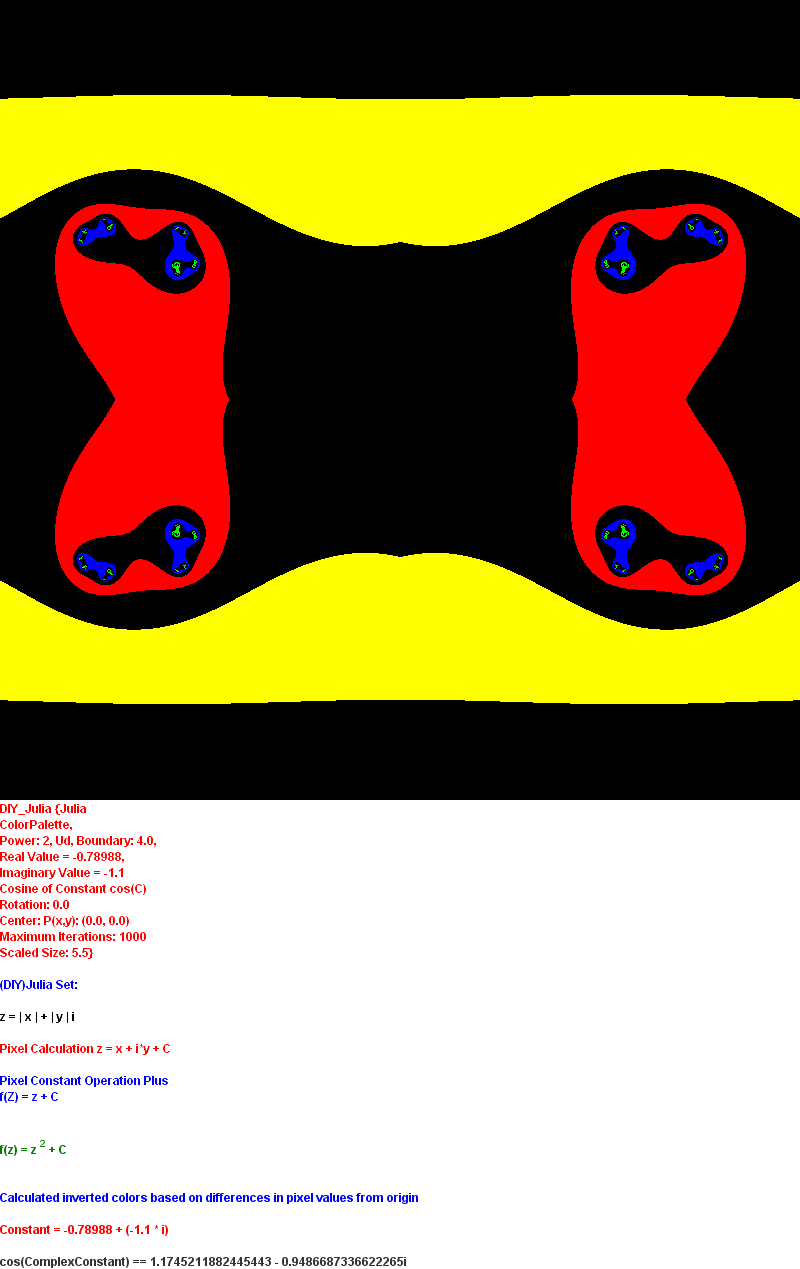 DIY_Julia {Julia
ColorPalette,
Power: 2, Ud, Boundary: 4.0,
Real Value = -0.78988,
Imaginary Value = -1.1
Cosine of Constant cos(C)
Rotation: 0.0
Center: P(x,y): (0.0, 0.0)
Maximum Iterations: 1000
Scaled Size: 5.5}
(DIY)Julia Set:
z = | x | + | y | i
Pixel Calculation z = x + i*y + C
Pixel Constant Operation Plus
f(Z) = z + C
f(z) = z 2 + C
Calculated inverted colors based on differences in pixel values from origin
Constant = -0.78988 + (-1.1 * i)
cos(ComplexConstant) == 1.1745211882445443 - 0.9486687336622265i